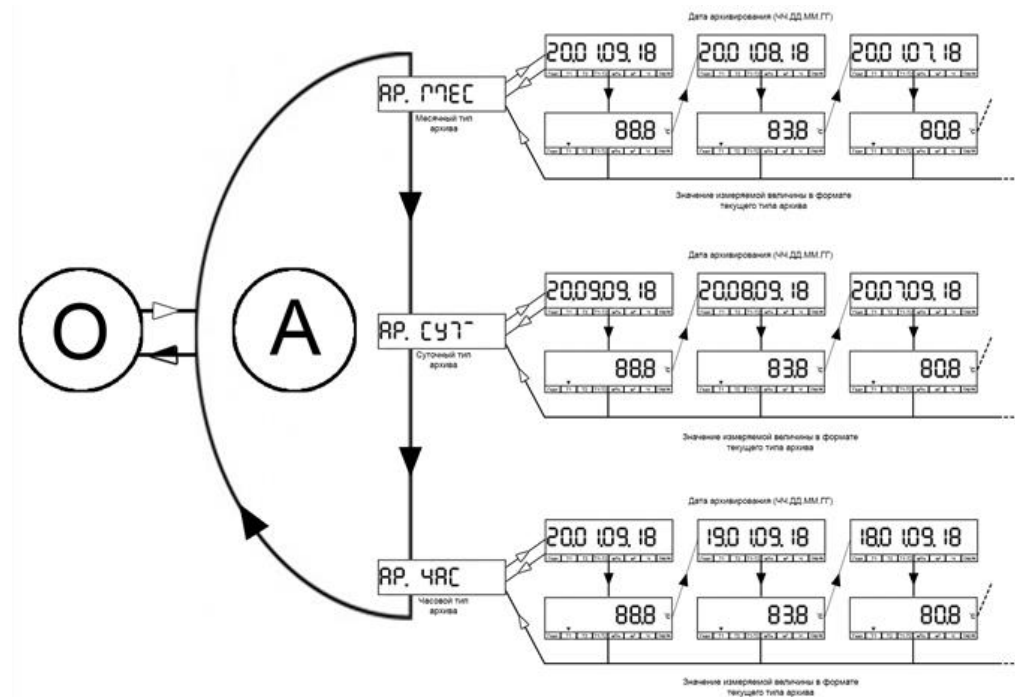 Дата архивирования (ЧЧ.ДД.ММ.ГГ)
20.01.09.18
20.01.08.18
20.01.07.18
АР. МЕС
Месячный тип
архива
88.8 °C
83.8 °C
80.8 °C
Значение измеряемой величины в формате
текущего типа архива
О
А
Дата архивирования (ЧЧ.ДД.ММ.ГГ)
20.09.09.18
20.08.09.18
20.07.09.18
АР. СУТ
Суточный тип
архива
88.8 °C
83.8 °C
80.8 °C
Значение измеряемой величины в формате
текущего типа архива
Дата архивирования (ЧЧ.ДД.ММ.ГГ)
20.01.09.18
19.01.09.18
18.01.09.18
АР. ЧАС
Часовой тип
архива
88.8 °C
83.8 °C
80.8 °C
Значение измеряемой величины в формате
текущего типа архива